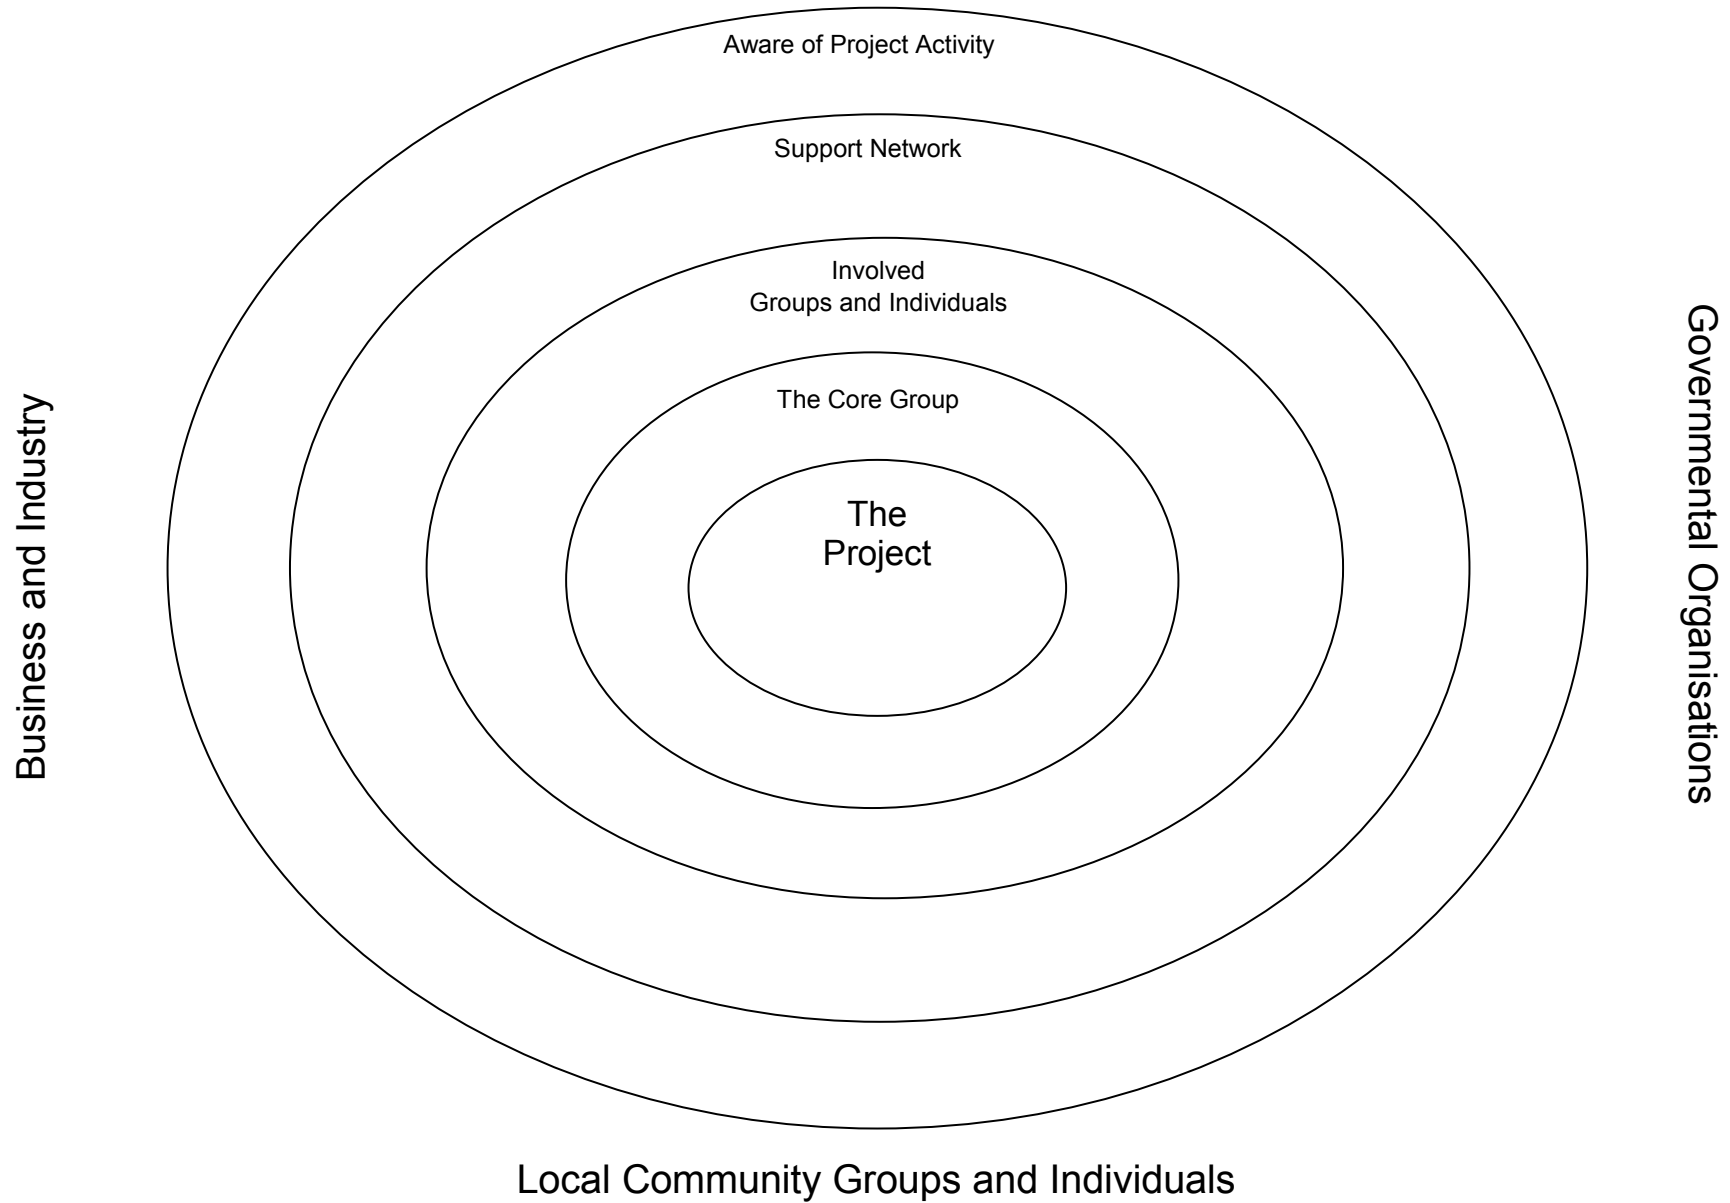 Aware of Project Activity
Support Network
Involved
Groups and Individuals
The Core Group
The
Project
Business and Industry
Governmental Organisations
Local Community Groups and Individuals